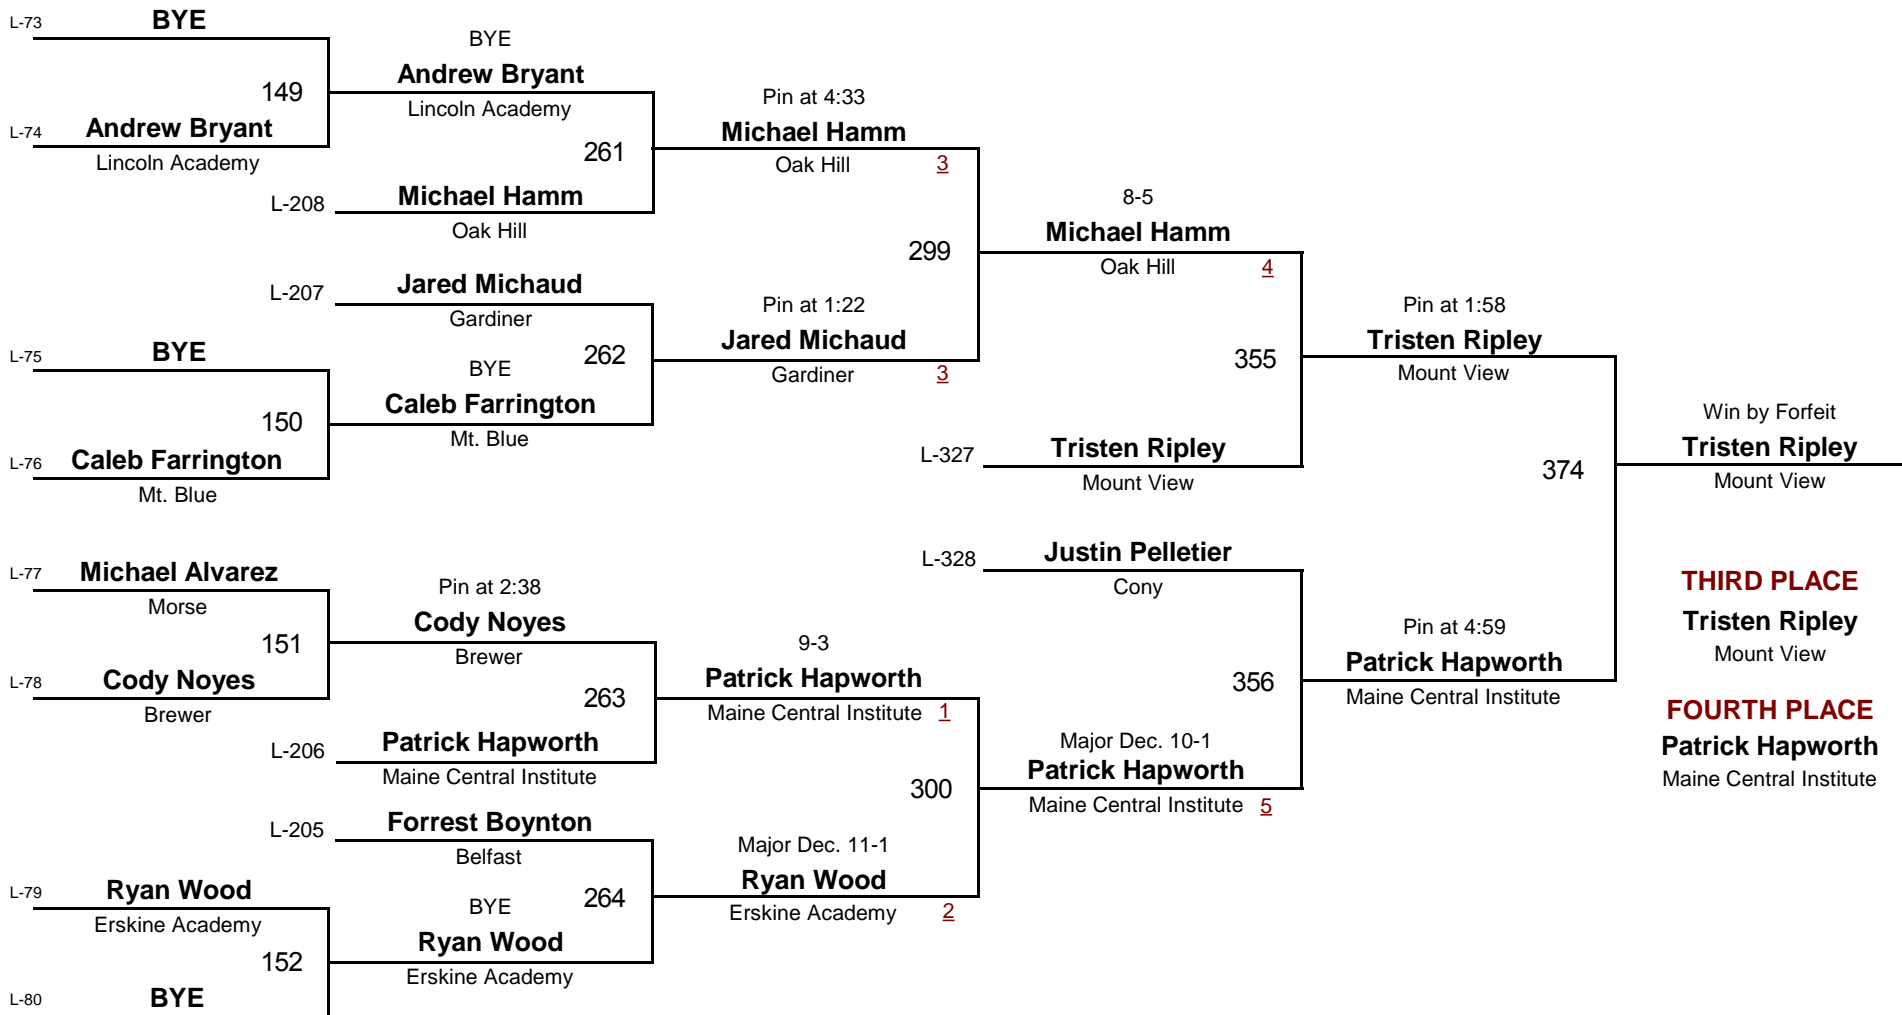 L-73 BYE
149
L-74 Andrew Bryant
Lincoln Academy
BYE
Andrew Bryant
Lincoln Academy
261
L-208 Michael Hamm
Oak Hill
Pin at 4:33
Michael Hamm
Oak Hill 3
299
L-207 Jared Michaud
Gardiner
262
L-75 BYE
150
L-76 Caleb Farrington
Mt. Blue
BYE
Caleb Farrington
Mt. Blue
Pin at 1:22
Jared Michaud
Gardiner 3
8-5
Michael Hamm
Oak Hill 4
355
L-327 Tristen Ripley
Mount View
Pin at 1:58
Tristen Ripley
Mount View
374
L-77 Michael Alvarez
Morse
151
L-78 Cody Noyes
Brewer
Pin at 2:38
Cody Noyes
Brewer
263
L-206 Patrick Hapworth
Maine Central Institute
9-3
Patrick Hapworth
Maine Central Institute 1
300
L-205 Forrest Boynton
Belfast
264
L-79 Ryan Wood
Erskine Academy
152
L-80 BYE
BYE
Ryan Wood
Erskine Academy
Major Dec. 11-1
Ryan Wood
Erskine Academy 2
L-328 Justin Pelletier
Cony
356
Major Dec. 10-1
Patrick Hapworth
Maine Central Institute 5
Pin at 4:59
Patrick Hapworth
Maine Central Institute
Win by Forfeit
Tristen Ripley
Mount View
THIRD PLACE
Tristen Ripley
Mount View
FOURTH PLACE
Patrick Hapworth
Maine Central Institute